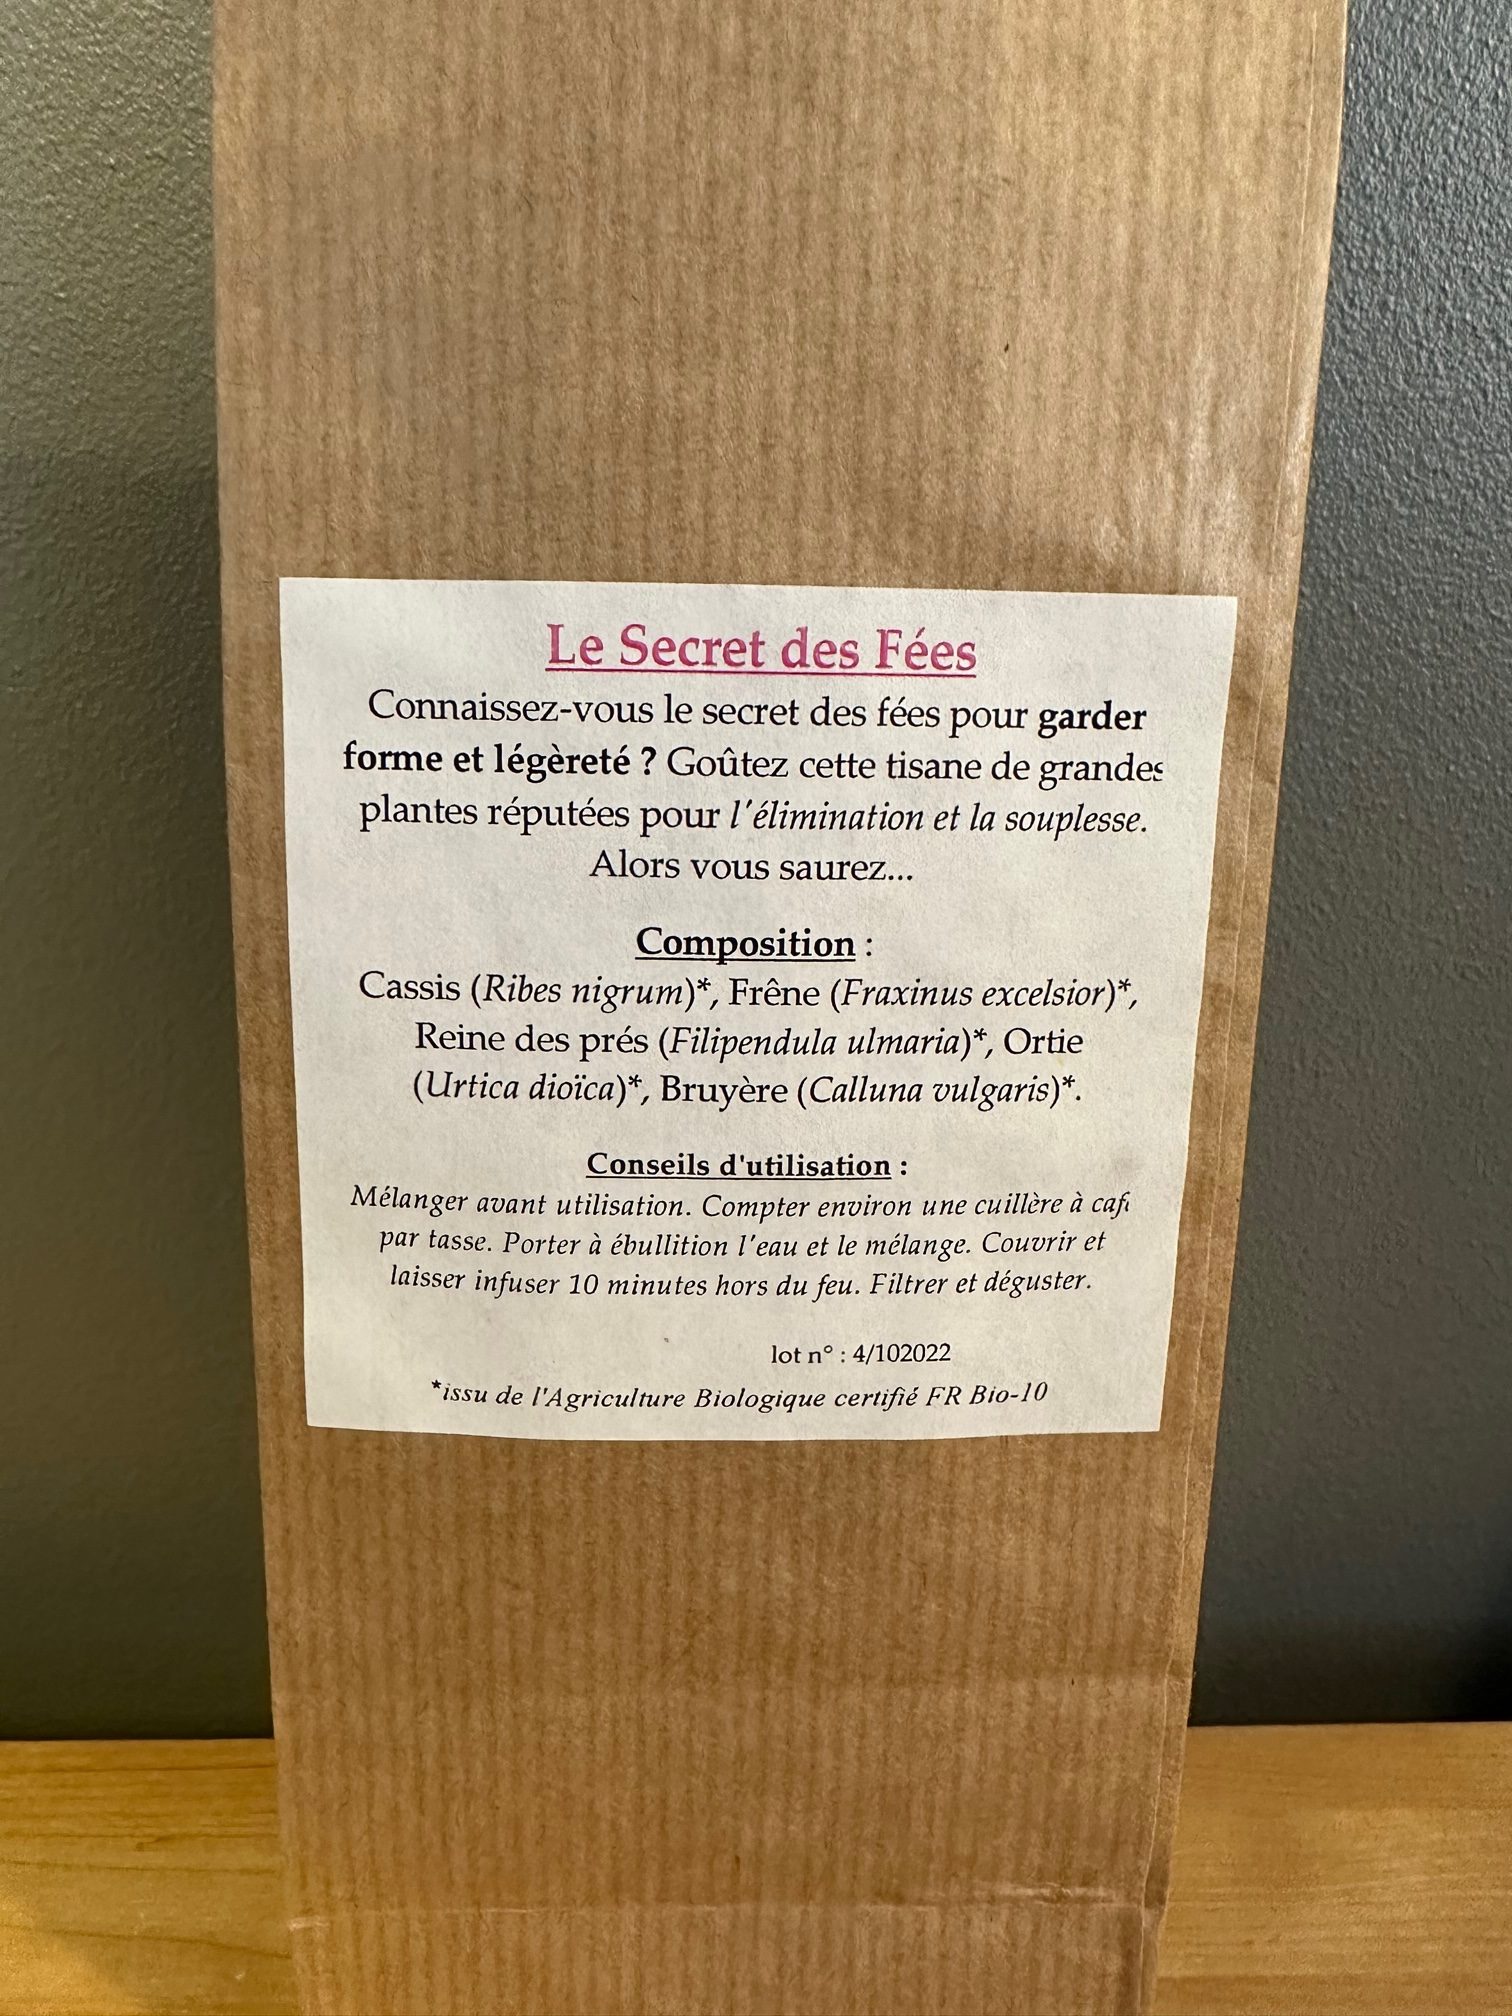 Le Secret des Fées
Connaissez-vous le secret des fées pour garder
forme et légèreté ? Goûtez cette tisane de grandes
plantes réputées pour l'élimination et la souplesse.
Alors vous saurez...
Composition :
Cassis (Ribes nigrum)*, Frêne (Fraxinus excelsior)*,
Reine des prés (Filipendula ulmaria)*, Ortie
(Urtica dioïca)*, Bruyère (Calluna vulgaris)*.
Conseils d'utilisation :
Mélanger avant utilisation. Compter environ une cuillère à caf
par tasse. Porter à ébullition l'eau et le mélange. Couvrir et
laisser infuser 10 minutes hors du feu. Filtrer et déguster.
lot n° : 4/102022
*issu de l'Agriculture Biologique certifié FR Bio-10